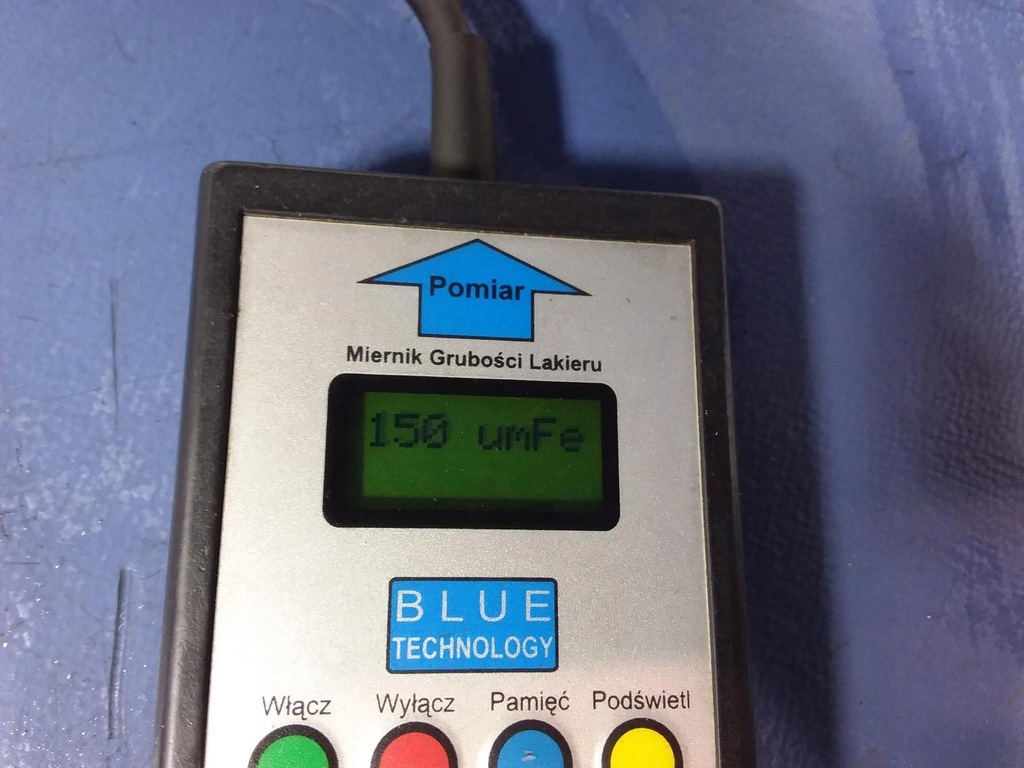 Pomiar
Miernik Grubości Lakieru
150 umFe
BLUE
TECHNOLOGY
Włącz Wyłącz Pamięć Podświetl